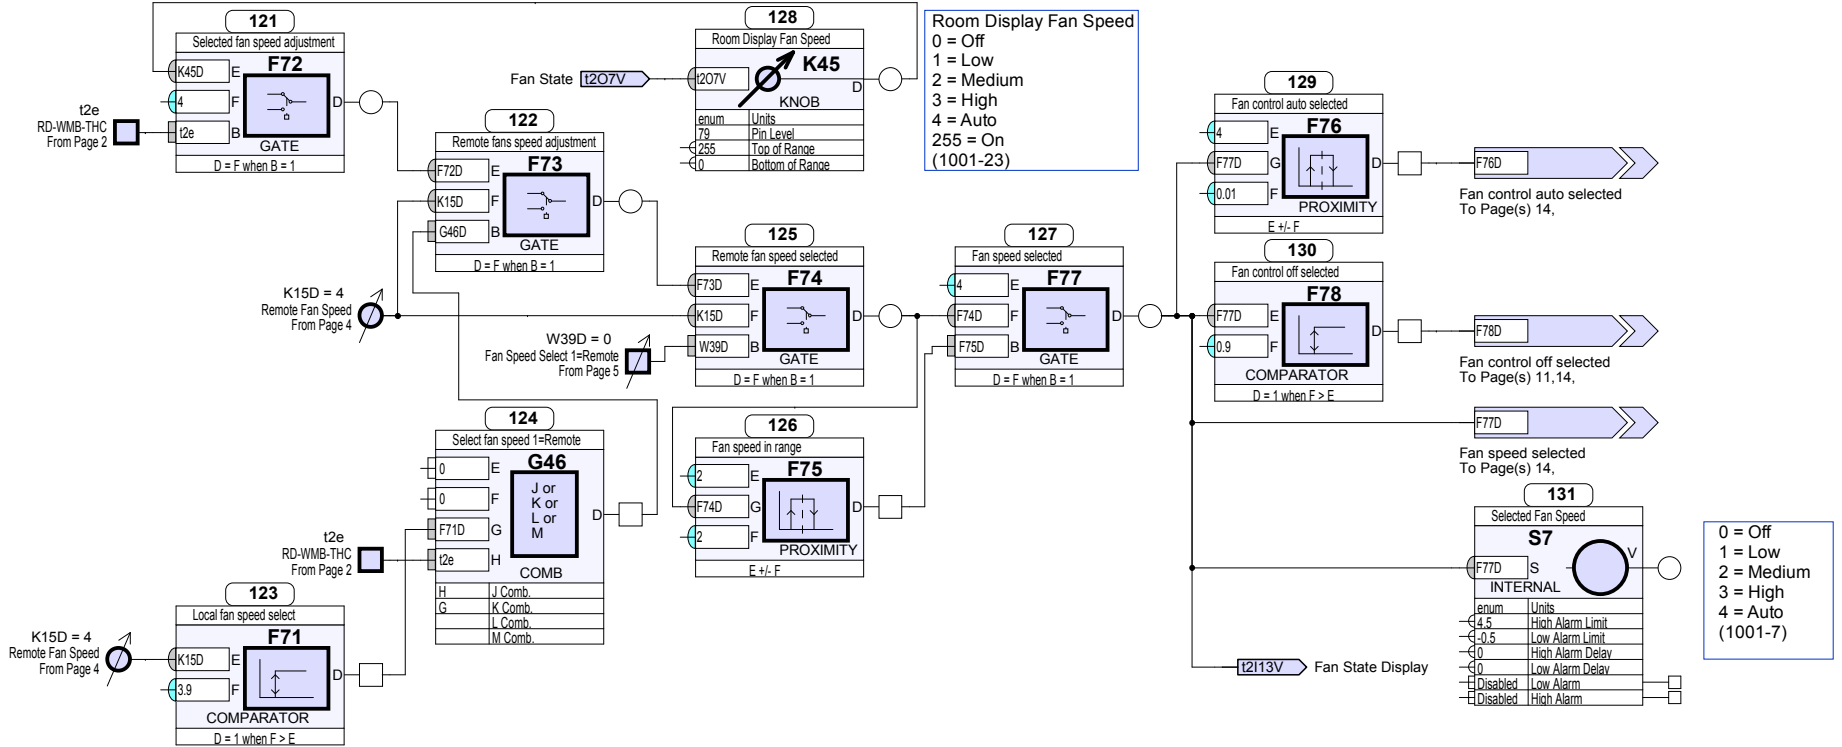 121
Selected fan speed adjustment
F72
K45D E
4 F
t2e B
D
GATE
D = F when B = 1
t2e
RD-WMB-THC
From Page 2
122
Remote fans speed adjustment
F73
F72D E
K15D F
G46D B
D
GATE
D = F when B = 1
K15D = 4
Remote Fan Speed
From Page 4
128
Room Display Fan Speed
K45
Fan State t2O7V
t2O7V
D
KNOB
enum Units
79 Pin Level
255 Top of Range
0 Bottom of Range
Room Display Fan Speed
0 = Off
1 = Low
2 = Medium
3 = High
4 = Auto
255 = On
(1001-23)
125
Remote fan speed selected
F74
F73D E
K15D F
W39D B
D
GATE
D = F when B = 1
W39D = 0
Fan Speed Select 1=Remote
From Page 5
127
Fan speed selected
F77
4 E
F74D F
F75D B
D
GATE
D = F when B = 1
124
Select fan speed 1=Remote
G46
0 E
0 F
F71D G
t2e H
J or
K or
L or
M
D
COMB
H J Comb.
G K Comb.
L Comb.
M Comb.
t2e
RD-WMB-THC
From Page 2
126
Fan speed in range
F75
2 E
F74D G
2 F
D
PROXIMITY
E +/- F
123
Local fan speed select
F71
K15D E
3.9 F
D
COMPARATOR
D = 1 when F > E
K15D = 4
Remote Fan Speed
From Page 4
129
Fan control auto selected
F76
4 E
F77D G
0.01 F
D
PROXIMITY
E +/- F
F76D
Fan control auto selected
To Page(s) 14,
130
Fan control off selected
F78
F77D E
0.9 F
D
COMPARATOR
D = 1 when F > E
F78D
Fan control off selected
To Page(s) 11,14,
F77D
Fan speed selected
To Page(s) 14,
131
Selected Fan Speed
S7
F77D S
V
INTERNAL
enum Units
4.5 High Alarm Limit
-0.5 Low Alarm Limit
0 High Alarm Delay
0 Low Alarm Delay
Disabled Low Alarm
Disabled High Alarm
t2I13V Fan State Display
0 = Off
1 = Low
2 = Medium
3 = High
4 = Auto
(1001-7)